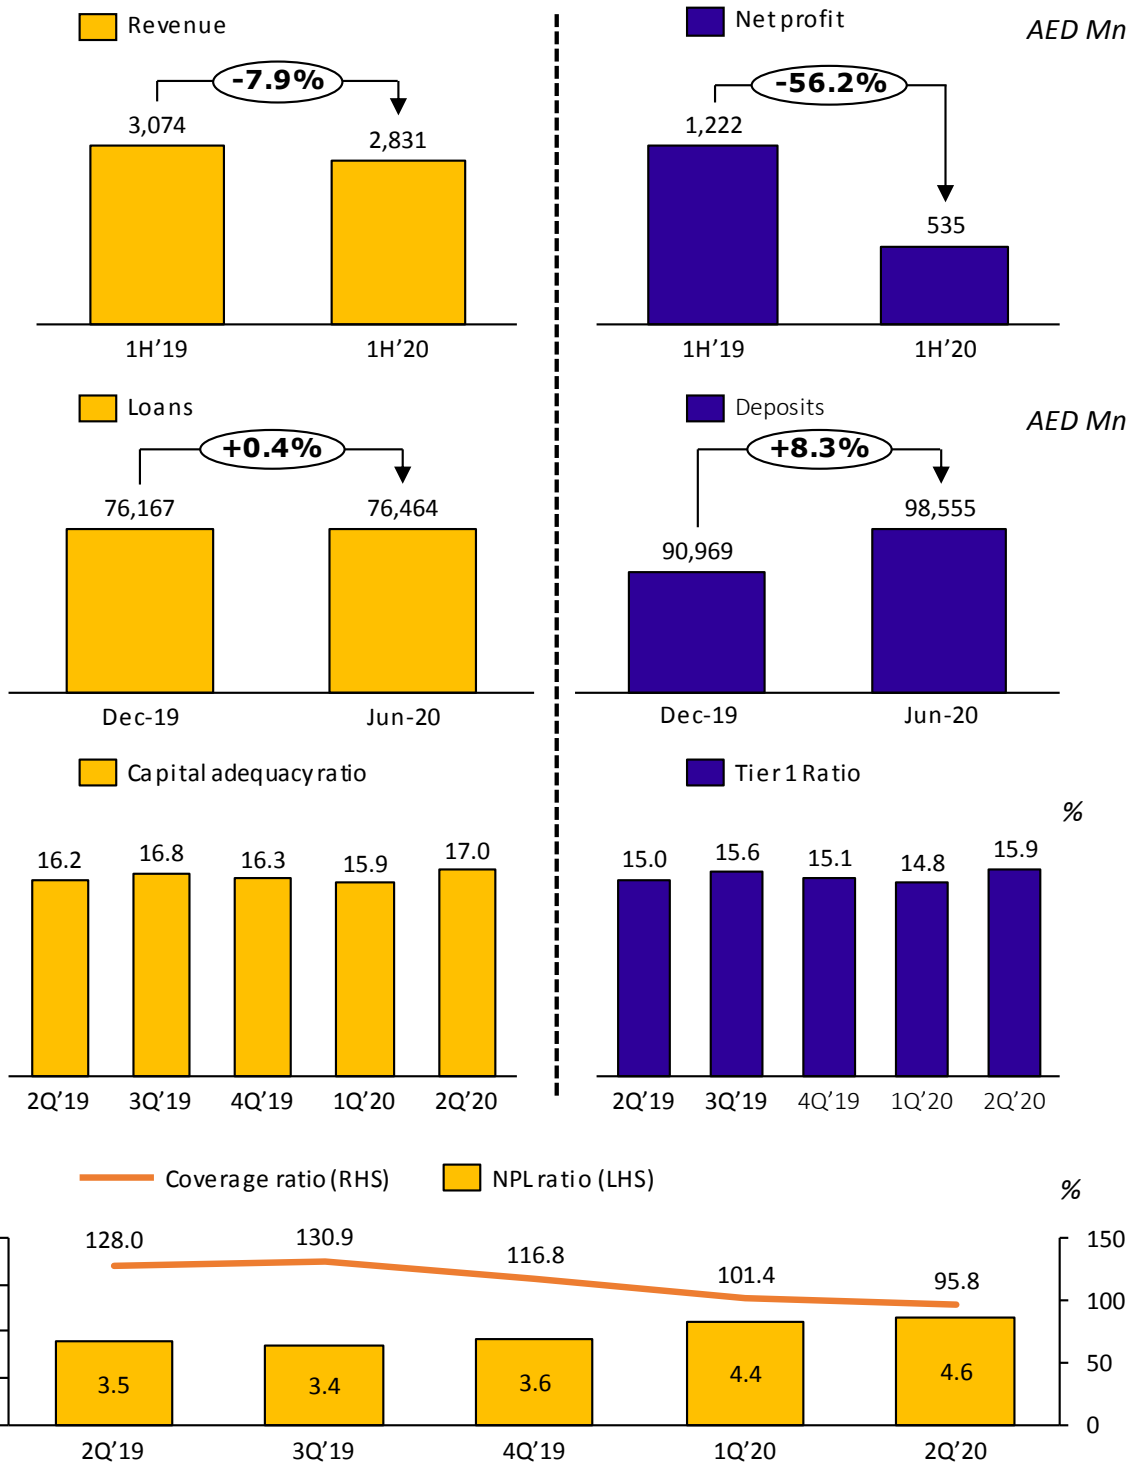 Revenue
Net profit
AED Mn
-7.9%
-56.2%
3,074
2,831
1,222
535
1H’19
1H’20
1H’19
1H’20
Loans
Deposits
AED Mn
+0.4%
+8.3%
76,167
76,464
90,969
98,555
Dec-19
Jun-20
Dec-19
Jun-20
Capital adequacy ratio
Tier 1 Ratio
%
16.2
16.8
16.3
15.9
17.0
15.0
15.6
15.1
14.8
15.9
2Q’19
3Q’19
4Q’19
1Q’20
2Q’20
2Q’19
3Q’19
4Q’19
1Q’20
2Q’20
Coverage ratio (RHS)
NPL ratio (LHS)
%
128.0
130.9
116.8
101.4
95.8
150
100
50
0
3.5
3.4
3.6
4.4
4.6
2Q’19
3Q’19
4Q’19
1Q’20
2Q’20